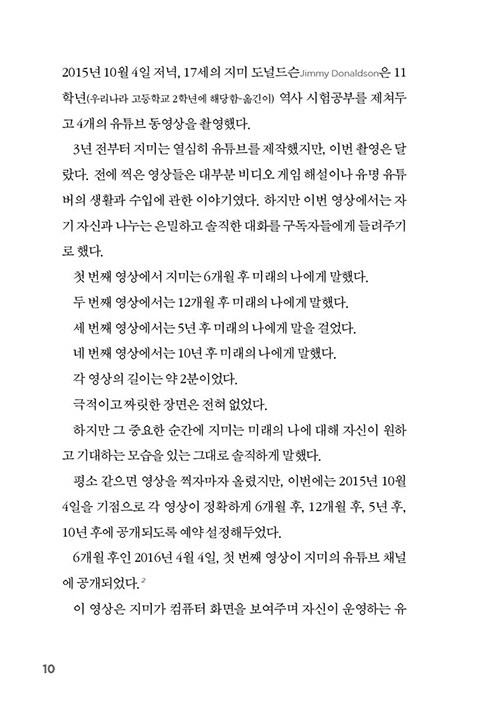 2015년 10월 4일 저녁, 17세의 지미 도널드슨Jimmy Donaldson은 11
학년(우리나라 고등학교 2학년에 해당함-옮긴이) 역사 시험공부를 제쳐두
고 4개의 유튜브 동영상을 촬영했다.
3년 전부터 지미는 열심히 유튜브를 제작했지만, 이번 촬영은 달
랐다. 전에 찍은 영상들은 대부분 비디오 게임 해설이나 유명 유튜
버의 생활과 수입에 관한 이야기였다. 하지만 이번 영상에서는 자
기 자신과 나누는 은밀하고 솔직한 대화를 구독자들에게 들려주기
로 했다.
첫 번째 영상에서 지미는 6개월 후 미래의 나에게 말했다.
두 번째 영상에서는 12개월 후 미래의 나에게 말했다.
세 번째 영상에서는 5년 후 미래의 나에게 말을 걸었다.
네 번째 영상에서는 10년 후 미래의 나에게 말했다.
각 영상의 길이는 약 2분이었다.
극적이고 짜릿한 장면은 전혀 없었다.
하지만 그 중요한 순간에 지미는 미래의 나에 대해 자신이 원하
고 기대하는 모습을 있는 그대로 솔직하게 말했다.
평소 같으면 영상을 찍자마자 올렸지만, 이번에는 2015년 10월
4일을 기점으로 각 영상이 정확하게 6개월 후, 12개월 후, 5년 후,
10년 후에 공개되도록 예약 설정해두었다.
6개월 후인 2016년 4월 4일, 첫 번째 영상이 지미의 유튜브 채널
에 공개되었다.2
이 영상은 지미가 컴퓨터 화면을 보여주며 자신이 운영하는 유
10